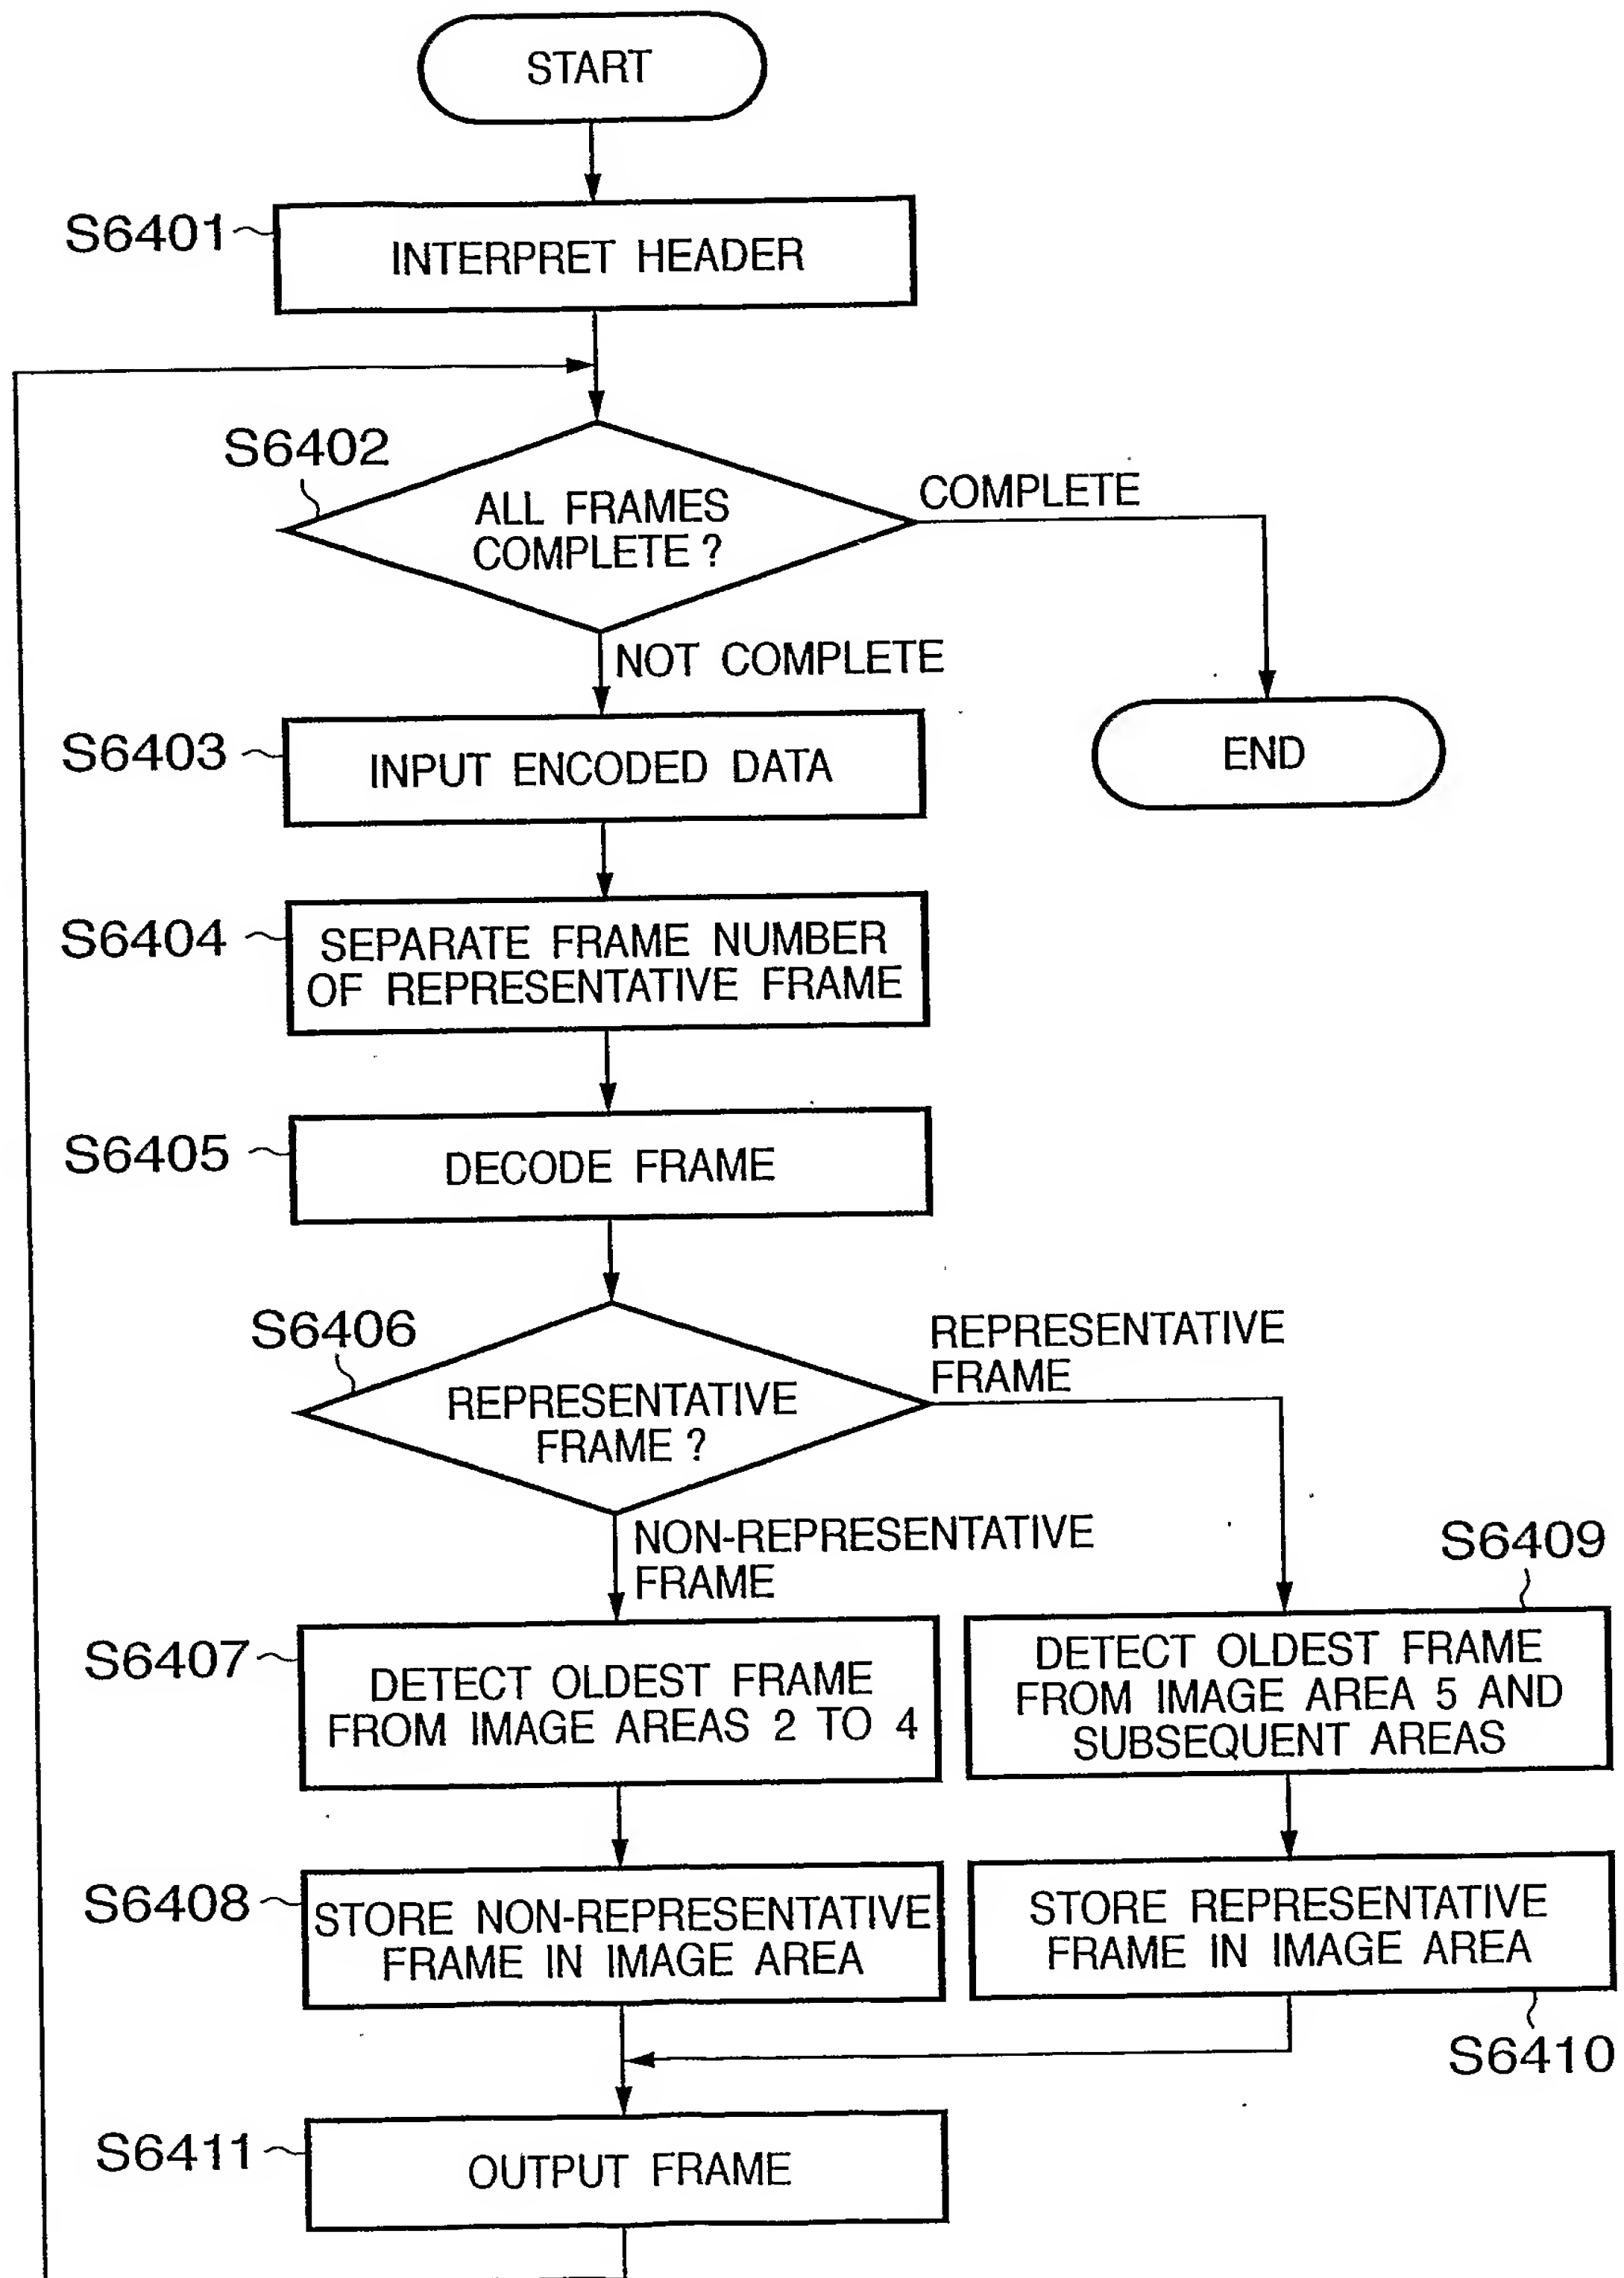 START
S6401
INTERPRET HEADER
S6402
ALL FRAMES
COMPLETE ?
COMPLETE
NOT COMPLETE
S6403
INPUT ENCODED DATA
END
S6404
SEPARATE FRAME NUMBER
OF REPRESENTATIVE FRAME
S6405
DECODE FRAME
S6406
REPRESENTATIVE
FRAME ?
REPRESENTATIVE
FRAME
NON-REPRESENTATIVE
FRAME
S6407
DETECT OLDEST FRAME
FROM IMAGE AREAS 2 TO 4
S6409
DETECT OLDEST FRAME
FROM IMAGE AREA 5 AND
SUBSEQUENT AREAS
S6408
STORE NON-REPRESENTATIVE
FRAME IN IMAGE AREA
STORE REPRESENTATIVE
FRAME IN IMAGE AREA
S6410
S6411
OUTPUT FRAME